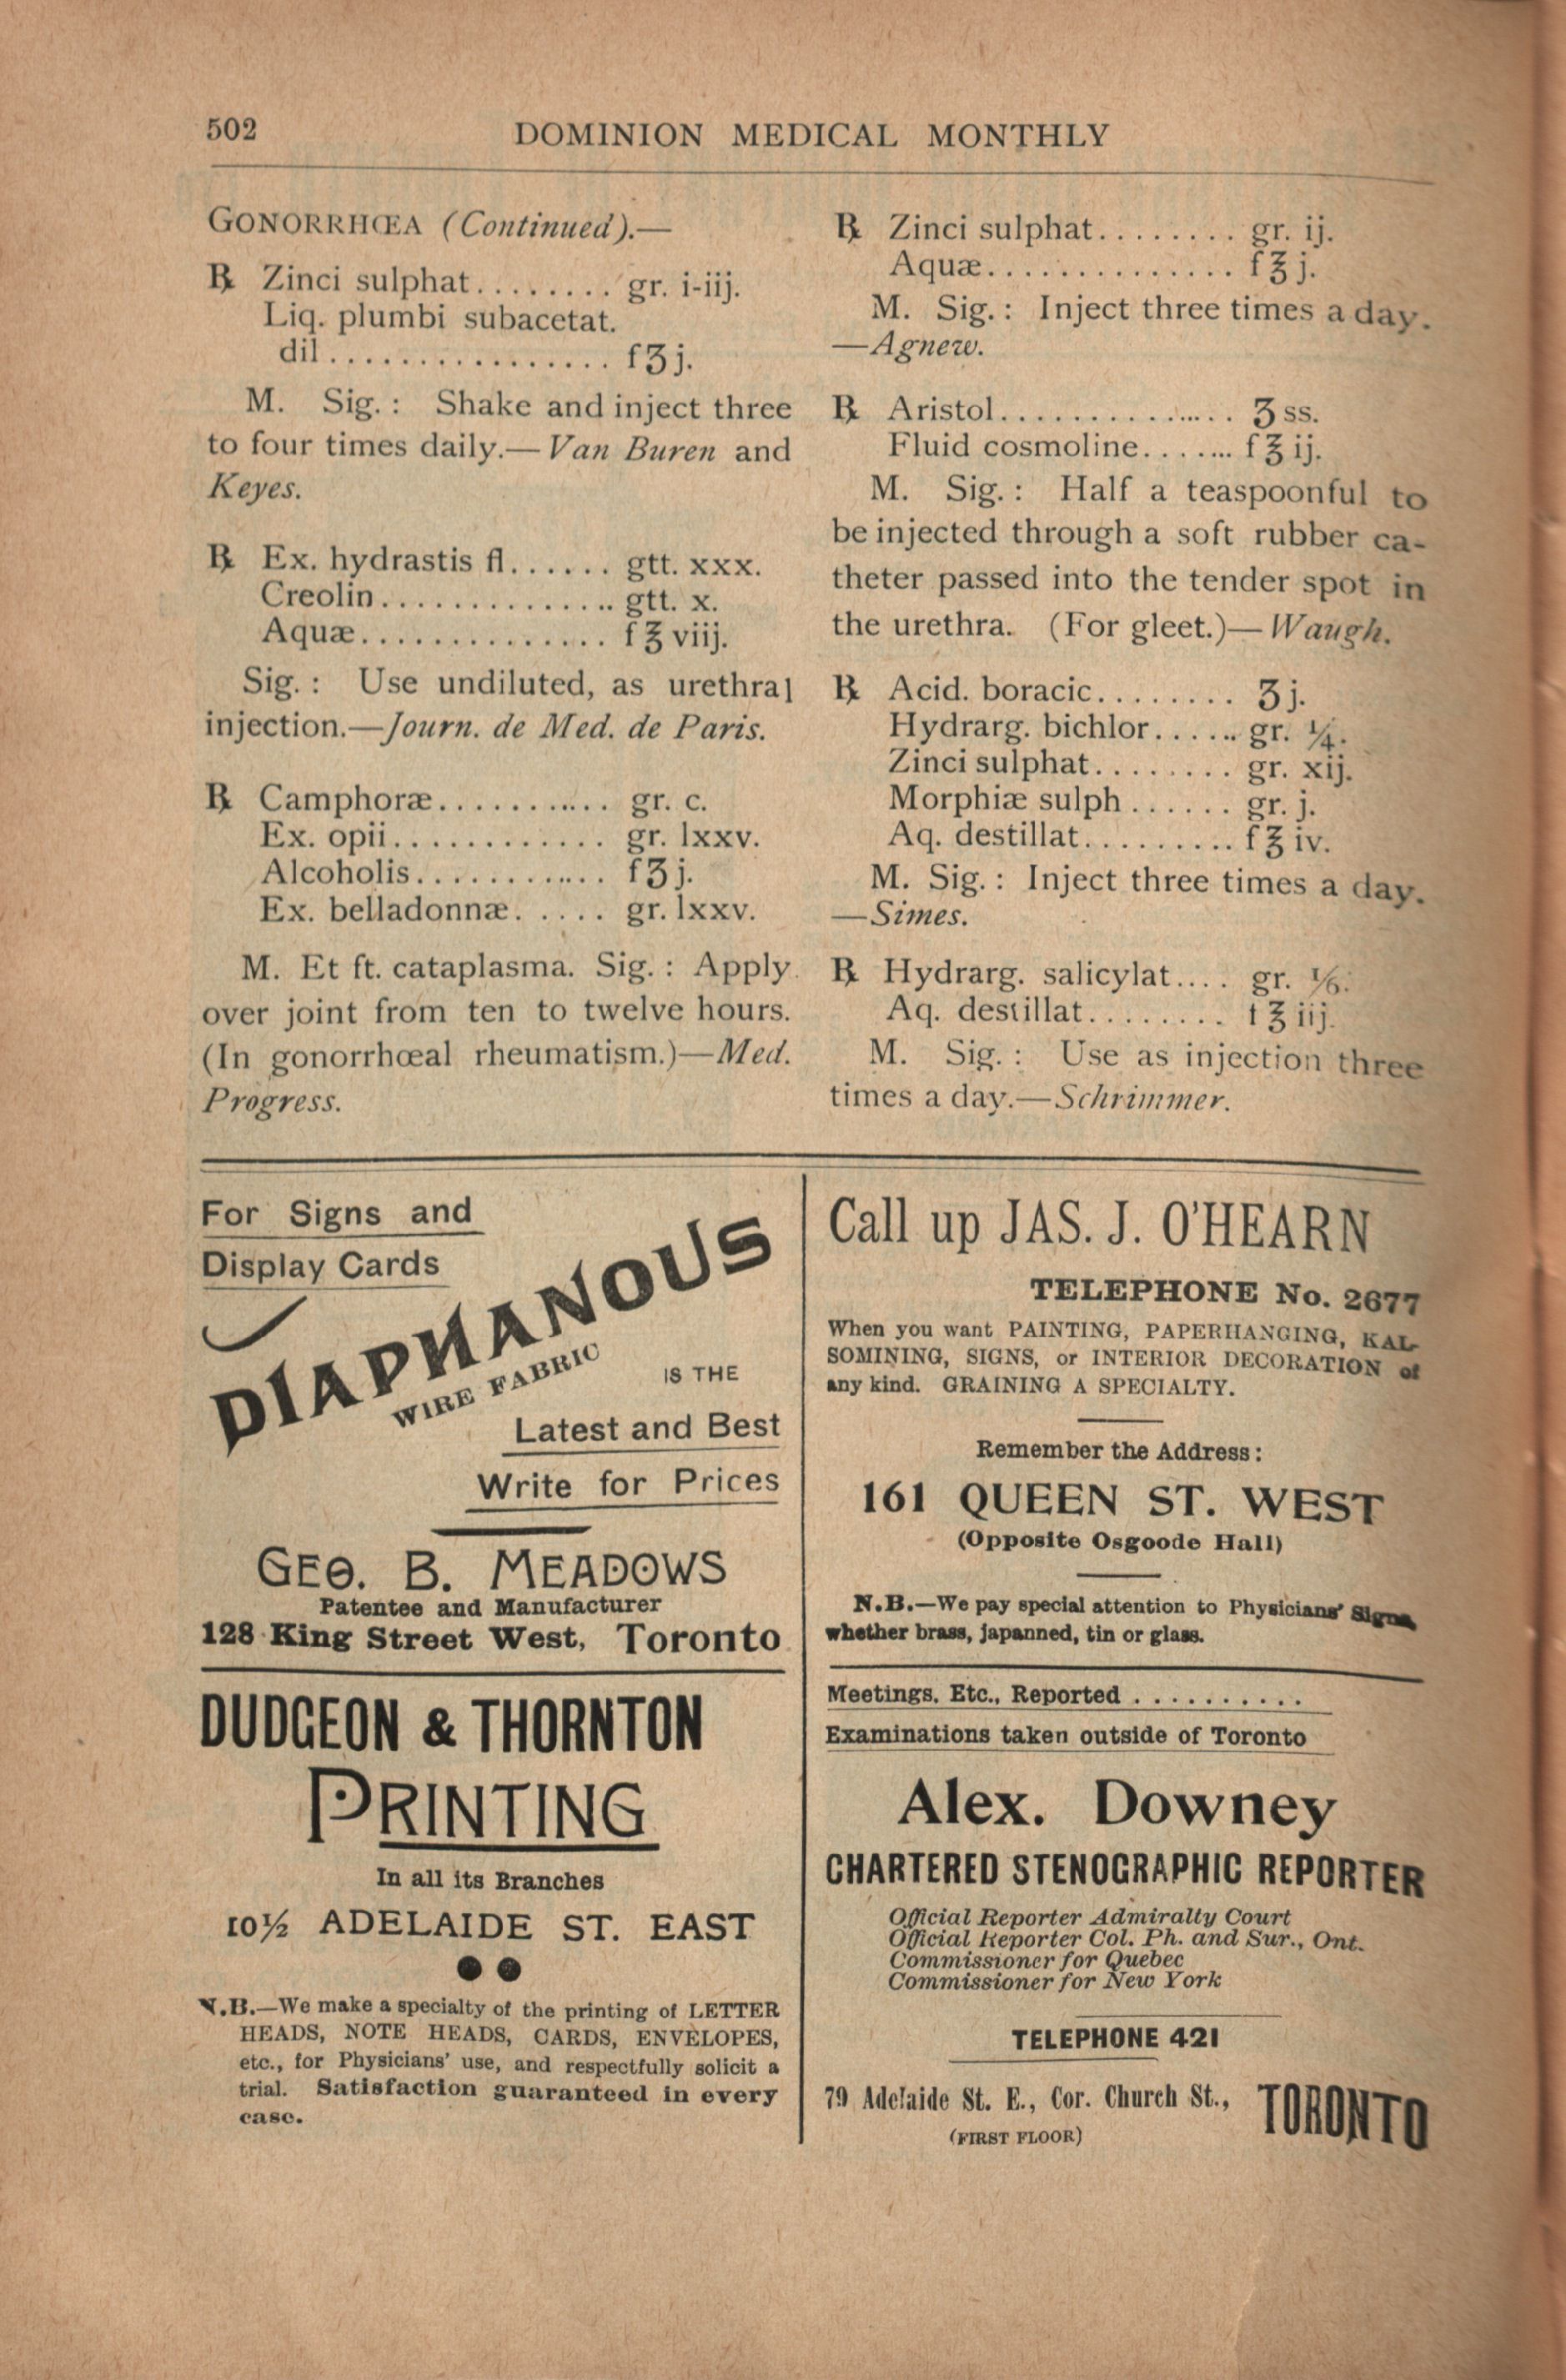 502
DOMINION MEDICAL MONTHLY
GONORRHŒA (Continued).—
℞ Zinci sulphat........ gr. i-iij.
Liq. plumbi subacetat.
dil................ fʒj.
M. Sig.: Shake and inject three
to four times daily.—Van Buren and
Keyes.
℞ Ex. hydrastis fl...... gtt. xxx.
Creolin.............. gtt. x.
Aquæ.............. f℥viij.
Sig.: Use undiluted, as urethral
injection.—Journ. de Med. de Paris.
℞ Camphoræ........... gr. c.
Ex. opii............ gr. lxxv.
Alcoholis........... fʒj.
Ex. belladonnæ...... gr. lxxv.
M. Et ft. cataplasma. Sig.: Apply
over joint from ten to twelve hours.
(In gonorrhœal rheumatism.)—Med.
Progress.
℞ Zinci sulphat........ gr. ij.
Aquæ.............. f℥j.
M. Sig.: Inject three times a day.
—Agnew.
℞ Aristol.............. ʒss.
Fluid cosmoline....... f℥ij.
M. Sig.: Half a teaspoonful to
be injected through a soft rubber ca-
theter passed into the tender spot in
the urethra. (For gleet.)—Waugh.
℞ Acid. boracic........ ʒj.
Hydrarg. bichlor...... gr. ¼.
Zinci sulphat........ gr. xij.
Morphiæ sulph...... gr. j.
Aq. destillat......... f℥iv.
M. Sig.: Inject three times a day.
—Simes.
℞ Hydrarg. salicylat.... gr. ⅙.
Aq. destillat........ f℥iij.
M. Sig.: Use as injection three
times a day.—Schrimmer.
For Signs and
Display Cards
DIAPHANOUS
WIRE FABRIC
IS THE
Latest and Best
Write for Prices
GEO. B. MEADOWS
Patentee and Manufacturer
128 King Street West, Toronto
DUDGEON & THORNTON
PRINTING
In all its Branches
10½ ADELAIDE ST. EAST
N.B.—We make a specialty of the printing of LETTER
HEADS, NOTE HEADS, CARDS, ENVELOPES,
etc., for Physicians' use, and respectfully solicit a
trial. Satisfaction guaranteed in every
case.
Call up JAS. J. O'HEARN
TELEPHONE No. 2677
When you want PAINTING, PAPERHANGING, KAL-
SOMINING, SIGNS, or INTERIOR DECORATION of
any kind. GRAINING A SPECIALTY.
Remember the Address:
161 QUEEN ST. WEST
(Opposite Osgoode Hall)
N.B.—We pay special attention to Physicians' Signs,
whether brass, japanned, tin or glass.
Meetings, Etc., Reported..........
Examinations taken outside of Toronto
Alex. Downey
CHARTERED STENOGRAPHIC REPORTER
Official Reporter Admiralty Court
Official Reporter Col. Ph. and Sur., Ont.
Commissioner for Quebec
Commissioner for New York
TELEPHONE 421
79 Adelaide St. E., Cor. Church St., TORONTO
(FIRST FLOOR)